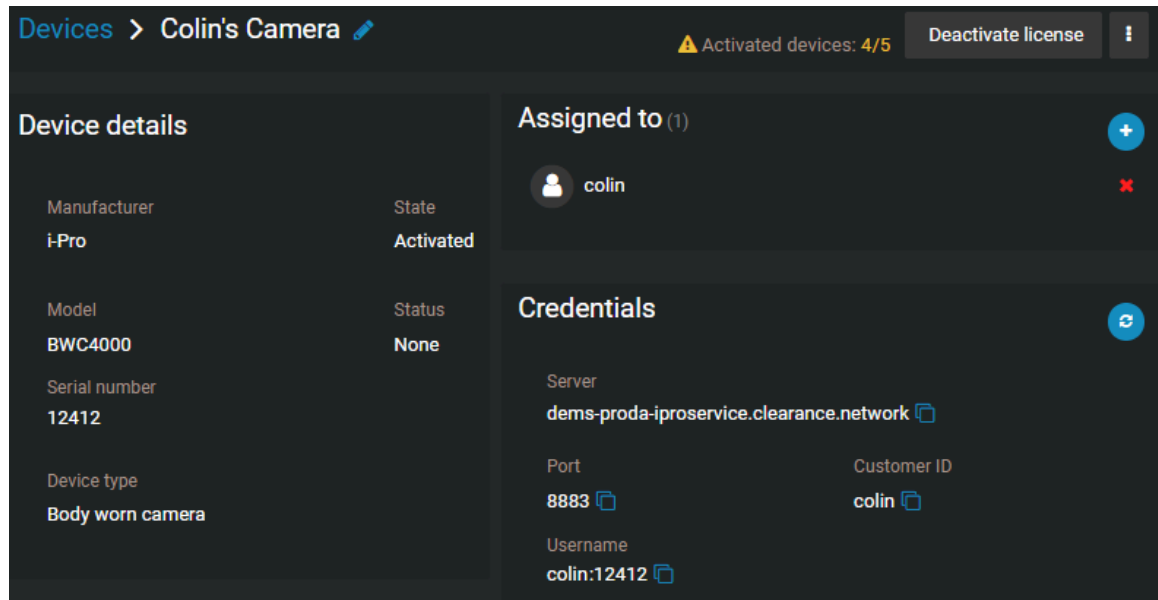 Devices > Colin's Camera
Activated devices: 4/5
Deactivate license
Device details
Manufacturer
State
i-Pro
Activated
Model
Status
BWC4000
None
Serial number
12412
Device type
Body worn camera
Assigned to (1)
colin
Credentials
Server
dems-proda-iproservice.clearance.network
Port
Customer ID
8883
colin
Username
colin:12412